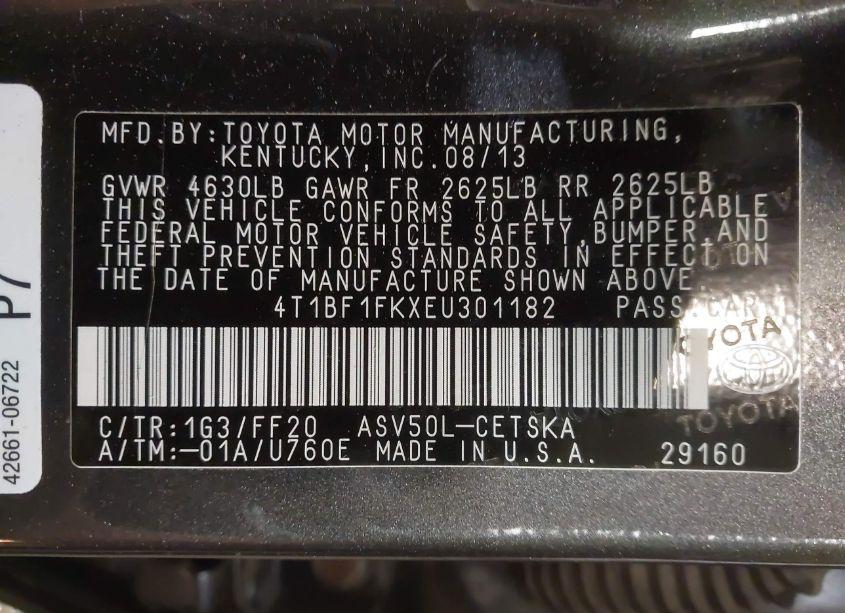 MFD.BY:TOYOTA MOTOR MANUFACTURING,
KENTUCKY,INC.08/13
GVWR 4630LB GAWR FR 2625LB RR 2625LB
THIS VEHICLE CONFORMS TO ALL APPLICABLE
FEDERAL MOTOR VEHICLE SAFETY,BUMPER,AND
THEFT PREVENTION STANDARDS IN EFFECT ON
THE DATE OF MANUFACTURE SHOWN ABOVE.
4T1BF1FKXEU301182 PASS.CAR
TOYOTA
TOYOTA
C/TR:1G3/FF20 ASV50L-CETSKA
A/TM:-01A/U760E MADE IN U.S.A. 29160
P7
42661-06722